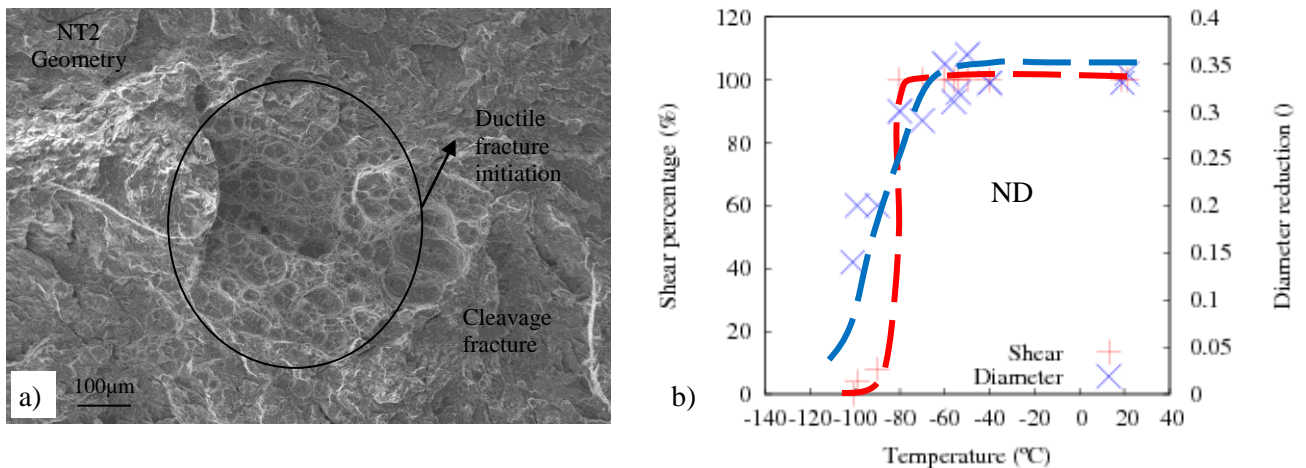 NT2
Geometry
Ductile
fracture
initiation
Cleavage
fracture
100µm
a)
120
100
80
60
40
20
0
Shear percentage (%)
0.4
0.35
0.3
0.25
0.2
0.15
0.1
0.05
0
Diameter reduction ()
ND
Shear
Diameter
-140 -120 -100 -80 -60 -40 -20 0 20 40
Temperature (ºC)
b)